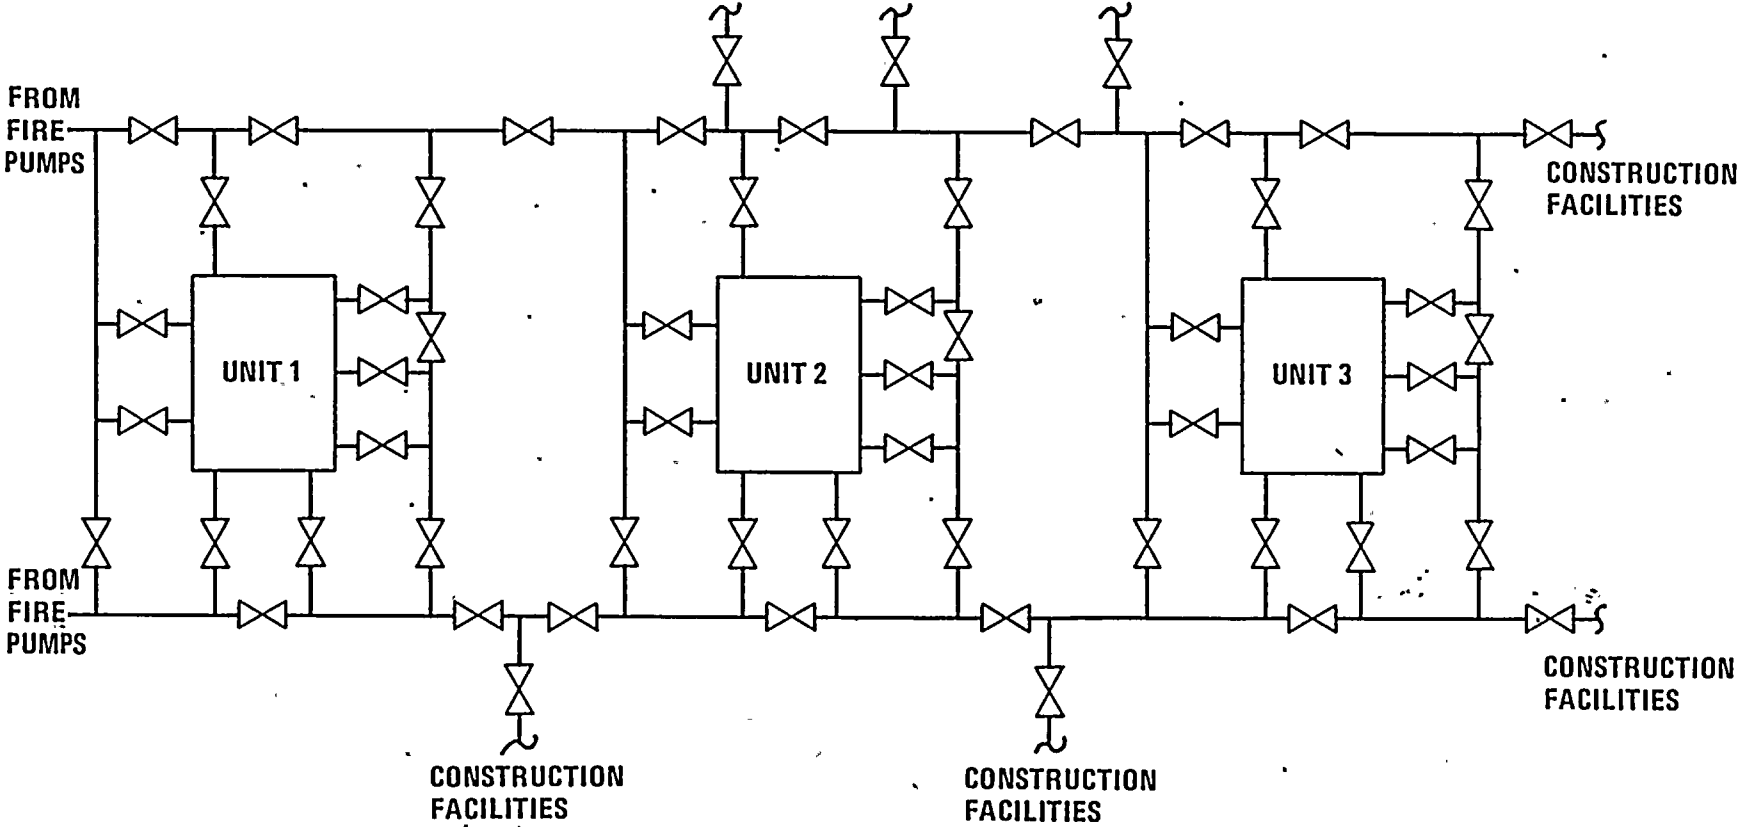 FROM
FIRE
PUMPS
CONSTRUCTION
FACILITIES
UNIT 1
UNIT 2
UNIT 3
FROM
FIRE
PUMPS
CONSTRUCTION
FACILITIES
CONSTRUCTION
FACILITIES
CONSTRUCTION
FACILITIES